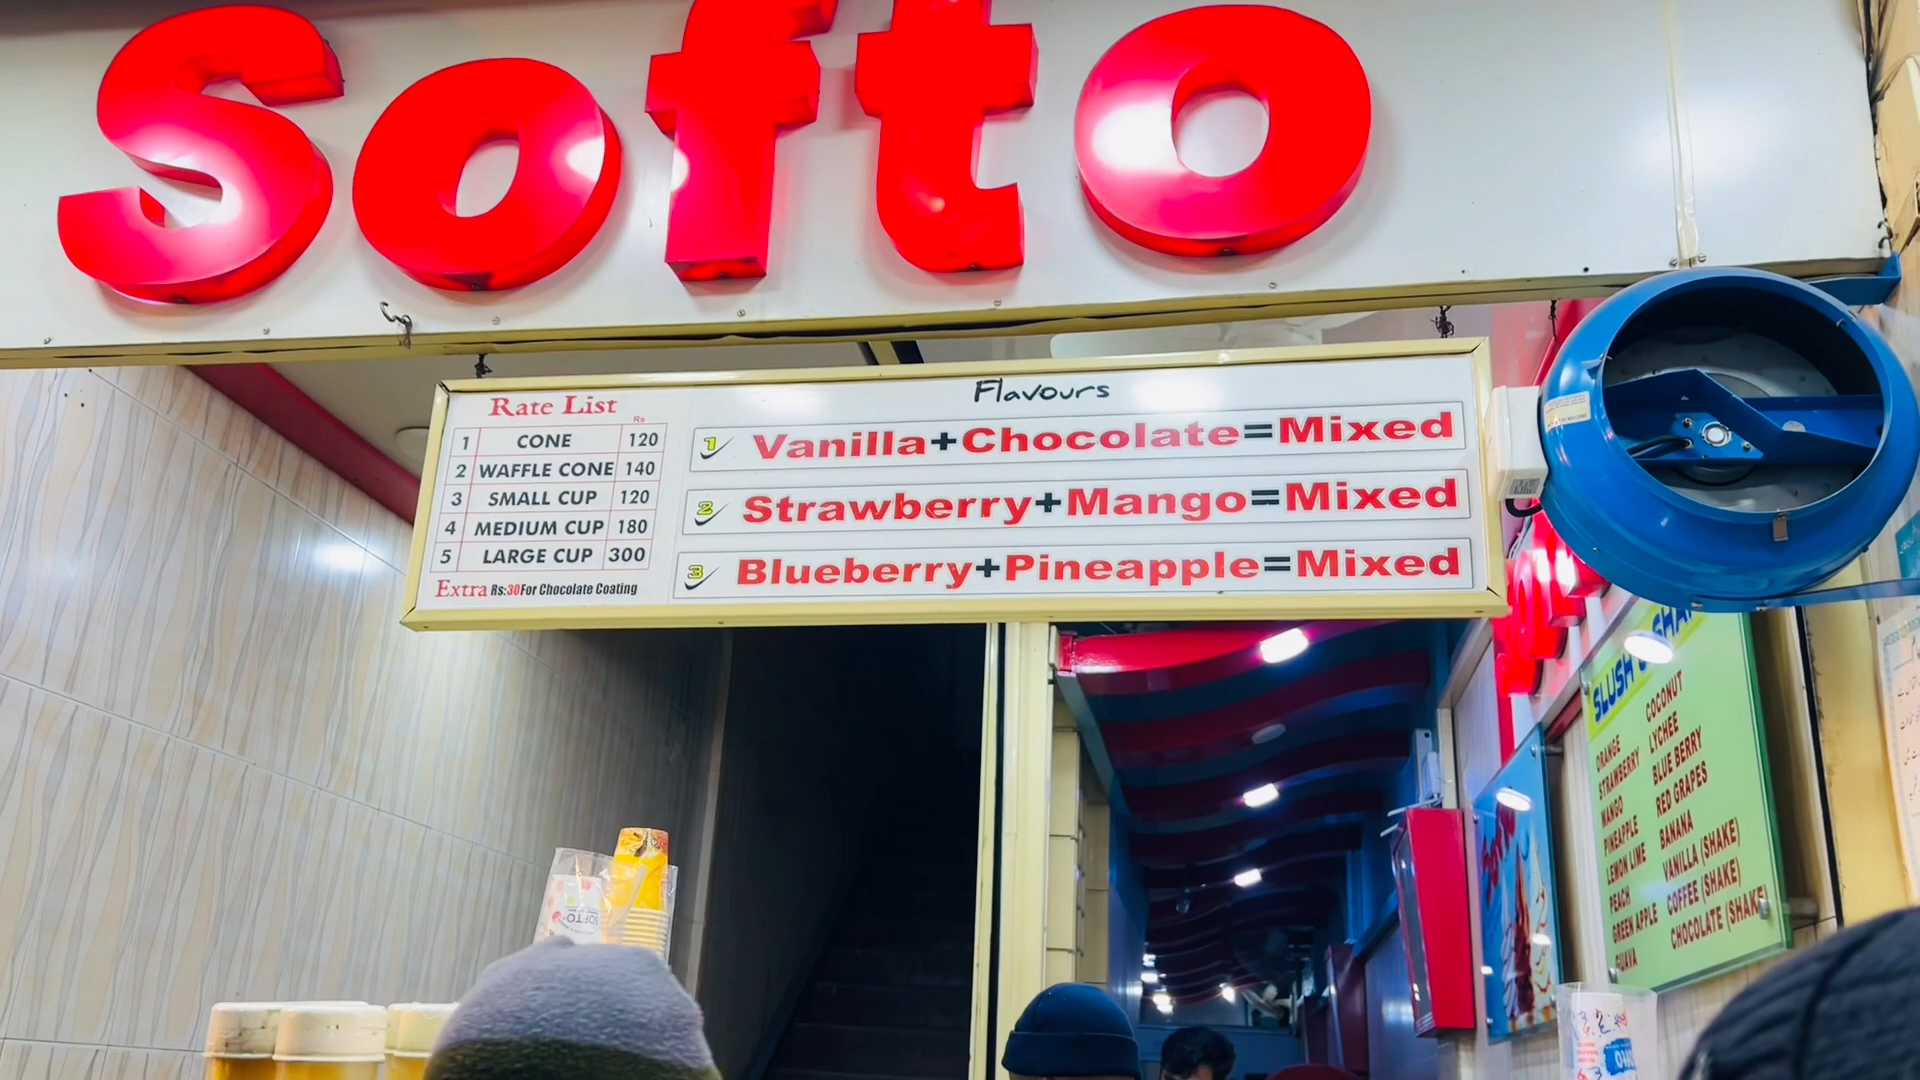 Softo
Rate List
Rs
1 CONE 120
2 WAFFLE CONE 140
3 SMALL CUP 120
4 MEDIUM CUP 180
5 LARGE CUP 300
Extra Rs:30 For Chocolate Coating
Flavours
1 Vanilla+Chocolate=Mixed
2 Strawberry+Mango=Mixed
3 Blueberry+Pineapple=Mixed
SLUSH
ORANGE
STRAWBERRY
MANGO
PINEAPPLE
LEMON LIME
PEACH
GREEN APPLE
GUAVA
COCONUT
LYCHEE
BLUE BERRY
RED GRAPES
BANANA
VANILLA (SHAKE)
COFFEE (SHAKE)
CHOCOLATE (SHAKE)
SOFTO